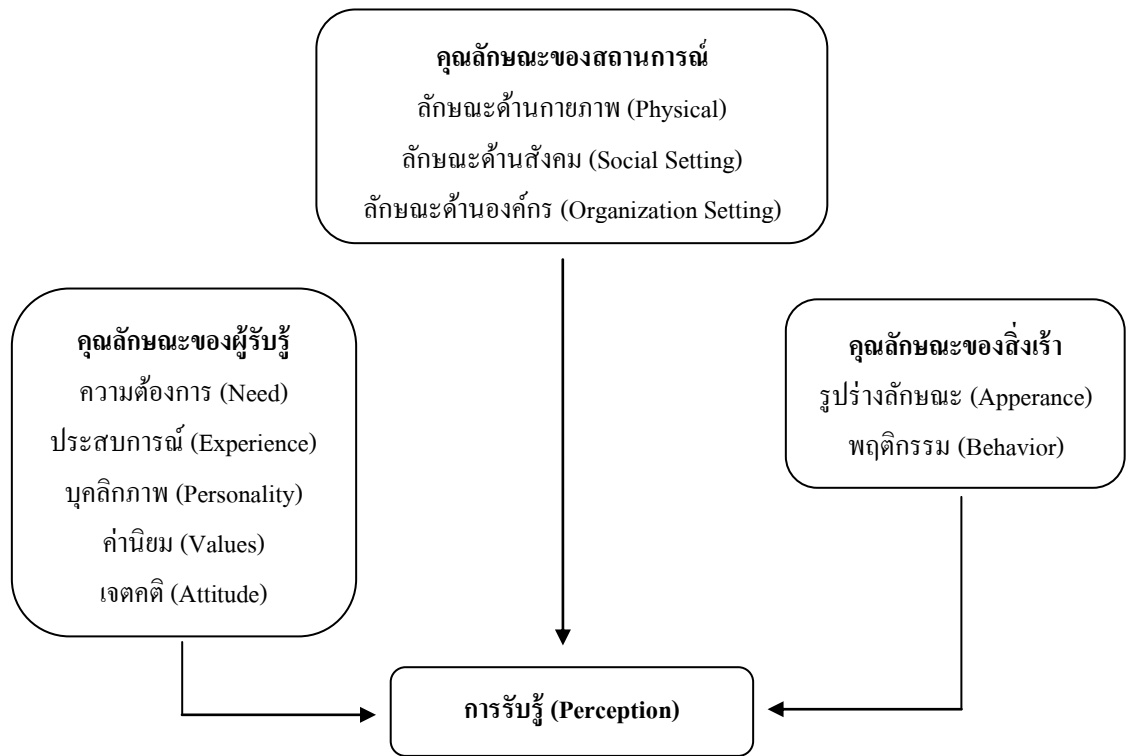 คุณลักษณะของสถานการณ์
ลักษณะด้านกายภาพ (Physical)
ลักษณะด้านสังคม (Social Setting)
ลักษณะด้านองค์กร (Organization Setting)
คุณลักษณะของผู้รับรู้
ความต้องการ (Need)
ประสบการณ์ (Experience)
บุคลิกภาพ (Personality)
ค่านิยม (Values)
เจตคติ (Attitude)
คุณลักษณะของสิ่งเร้า
รูปร่างลักษณะ (Apperance)
พฤติกรรม (Behavior)
การรับรู้ (Perception)